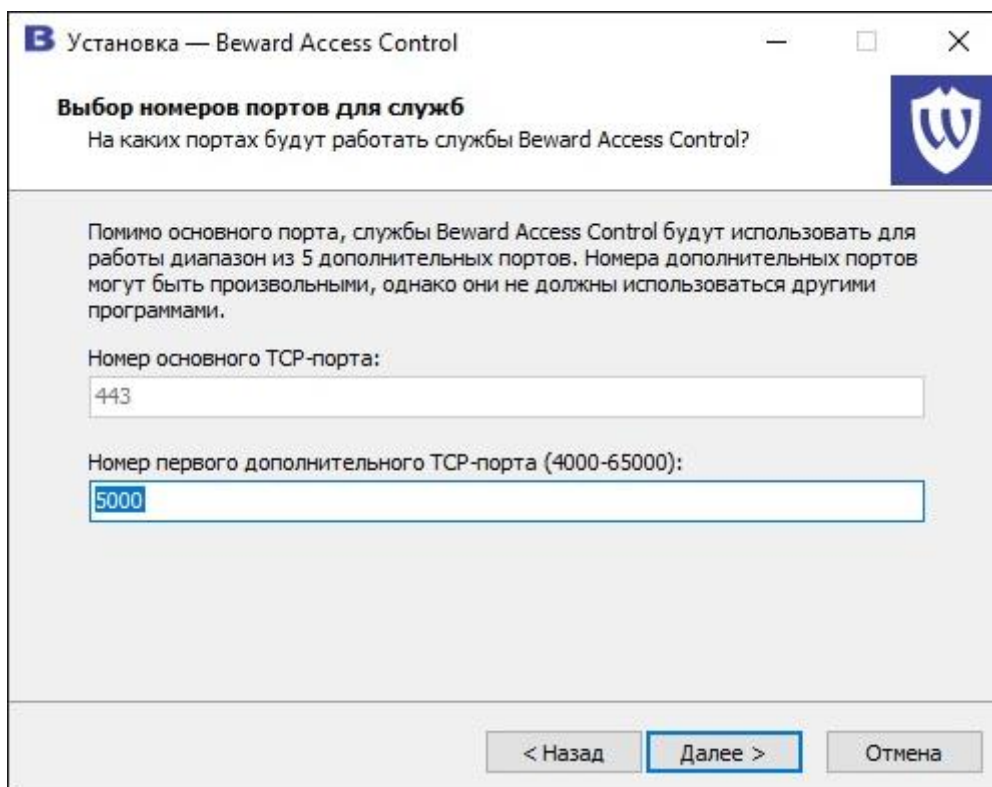 B Установка — Beward Access Control
Выбор номеров портов для служб
На каких портах будут работать службы Beward Access Control?
W
Помимо основного порта, службы Beward Access Control будут использовать для
работы диапазон из 5 дополнительных портов. Номера дополнительных портов
могут быть произвольными, однако они не должны использоваться другими
программами.
Номер основного TCP-порта:
443
Номер первого дополнительного TCP-порта (4000-65000):
5000
< Назад Далее > Отмена